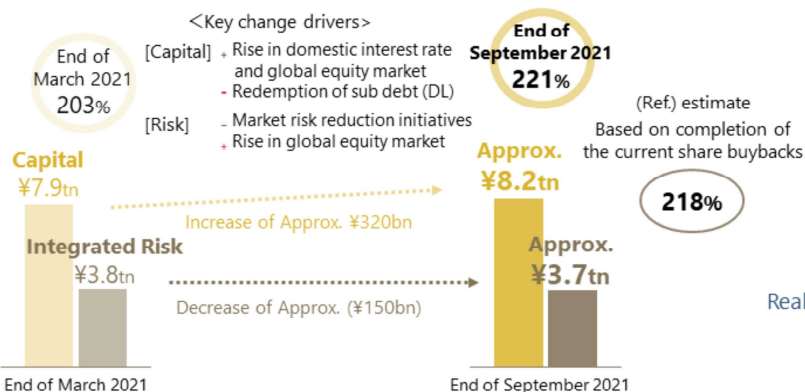 <Key change drivers>
End of
March 2021
203%
[Capital] + Rise in domestic interest rate
and global equity market
- Redemption of sub debt (DL)
[Risk] - Market risk reduction initiatives
+ Rise in global equity market
End of
September 2021
221%
(Ref.) estimate
Based on completion of
the current share buybacks
218%
Capital
¥7.9tn
Increase of Approx. ¥320bn
Approx.
¥8.2tn
Integrated Risk
¥3.8tn
Decrease of Approx. (¥150bn)
Approx.
¥3.7tn
Real
End of March 2021
End of September 2021